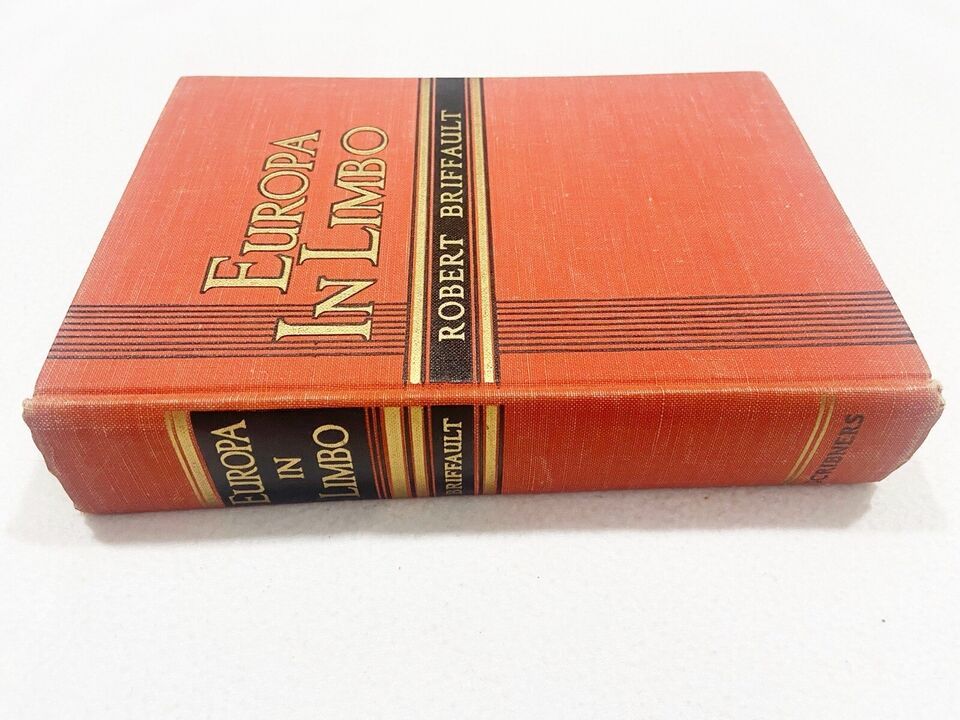 EUROPA
IN LIMBO
ROBERT BRIFFAULT
EUROPA
IN
LIMBO
BRIFFAULT
SCRIBNERS